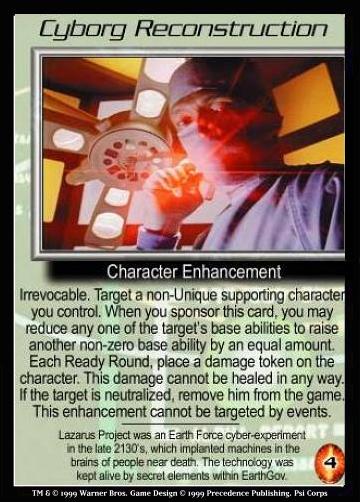 Cyborg Reconstruction
Character Enhancement
Irrevocable. Target a non-Unique supporting character
you control. When you sponsor this card, you may
reduce any one of the target's base abilities to raise
another non-zero base ability by an equal amount.
Each Ready Round, place a damage token on the
character. This damage cannot be healed in any way.
If the target is neutralized, remove him from the game.
This enhancement cannot be targeted by events.
Lazarus Project was an Earth Force cyber-experiment
in the late 2130's, which implanted machines in the
brains of people near death. The technology was
kept alive by secret elements within EarthGov.
4
TM & © 1999 Warner Bros. Game Design © 1999 Precedence Publishing. Psi Corps